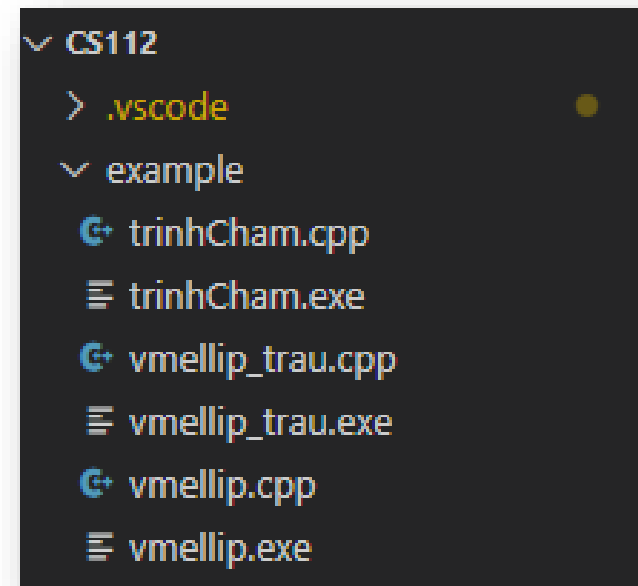 CS112
.vscode
example
trinhCham.cpp
trinhCham.exe
vmellip_trau.cpp
vmellip_trau.exe
vmellip.cpp
vmellip.exe